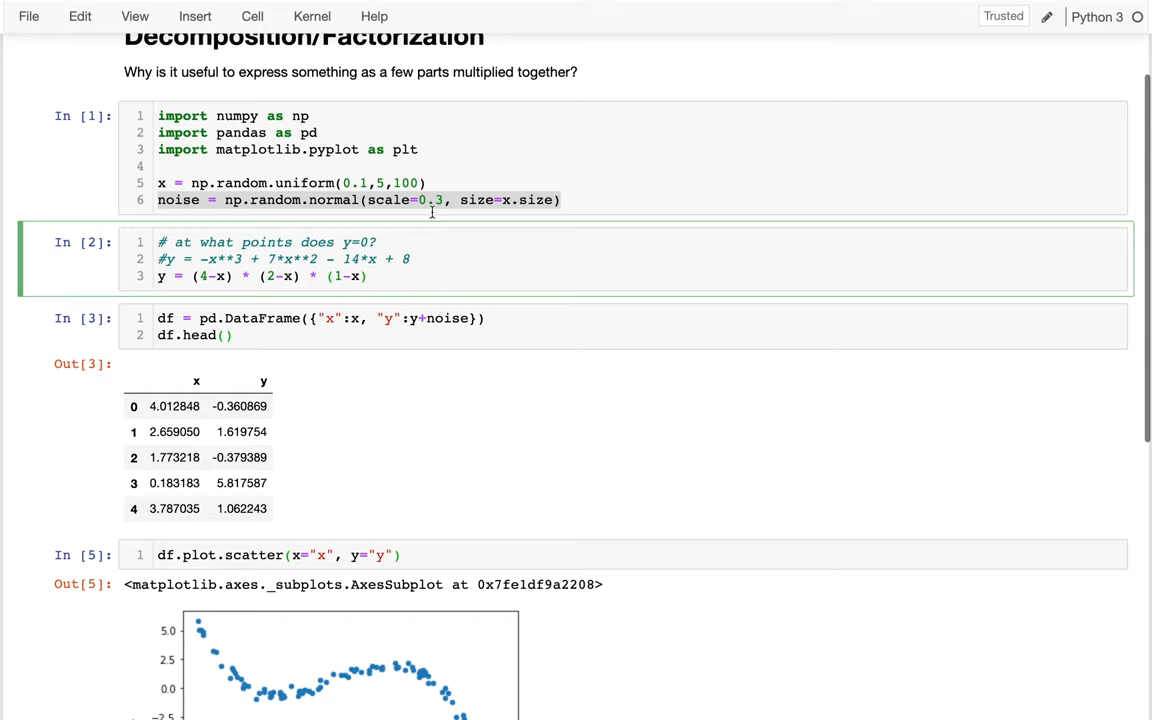 File Edit View Insert Cell Kernel Help Trusted Python 3
Decomposition/Factorization
Why is it useful to express something as a few parts multiplied together?
In [1]:
1 import numpy as np
2 import pandas as pd
3 import matplotlib.pyplot as plt
4
5 x = np.random.uniform(0.1,5,100)
6 noise = np.random.normal(scale=0.3, size=x.size)
In [2]:
1 # at what points does y=0?
2 #y = -x**3 + 7*x**2 - 14*x + 8
3 y = (4-x) * (2-x) * (1-x)
In [3]:
1 df = pd.DataFrame({"x":x, "y":y+noise})
2 df.head()
Out[3]:
x y
0 4.012848 -0.360869
1 2.659050 1.619754
2 1.773218 -0.379389
3 0.183183 5.817587
4 3.787035 1.062243
In [5]:
1 df.plot.scatter(x="x", y="y")
Out[5]: <matplotlib.axes._subplots.AxesSubplot at 0x7fe1df9a2208>
5.0
2.5
0.0
-2.5